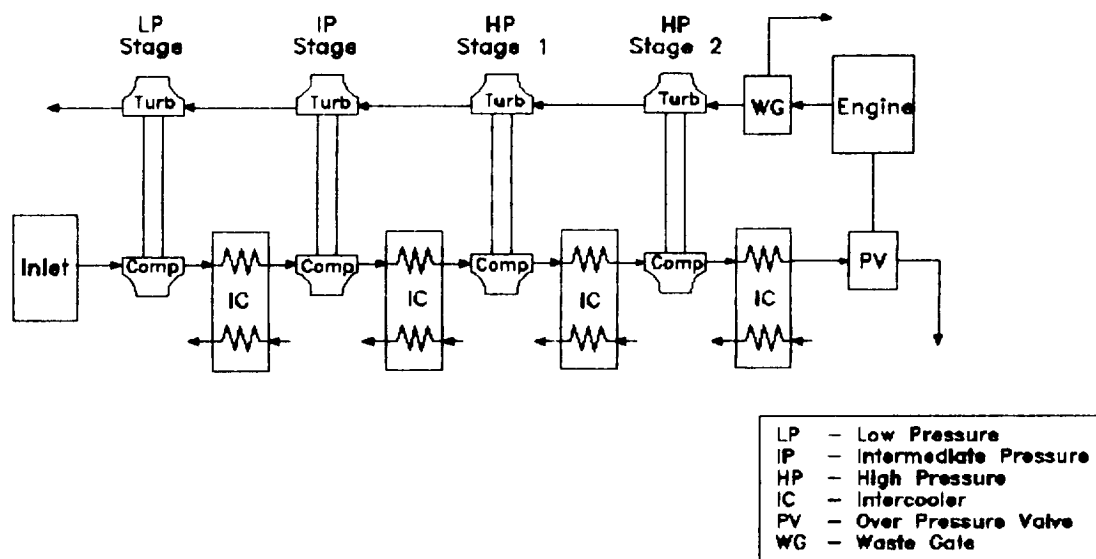 LP
Stage
IP
Stage
HP
Stage 1
HP
Stage 2
Turb
Turb
Turb
Turb
WG
Engine
Inlet
Comp
Comp
Comp
Comp
PV
IC
IC
IC
IC
LP – Low Pressure
IP – Intermediate Pressure
HP – High Pressure
IC – Intercooler
PV – Over Pressure Valve
WG – Waste Gate